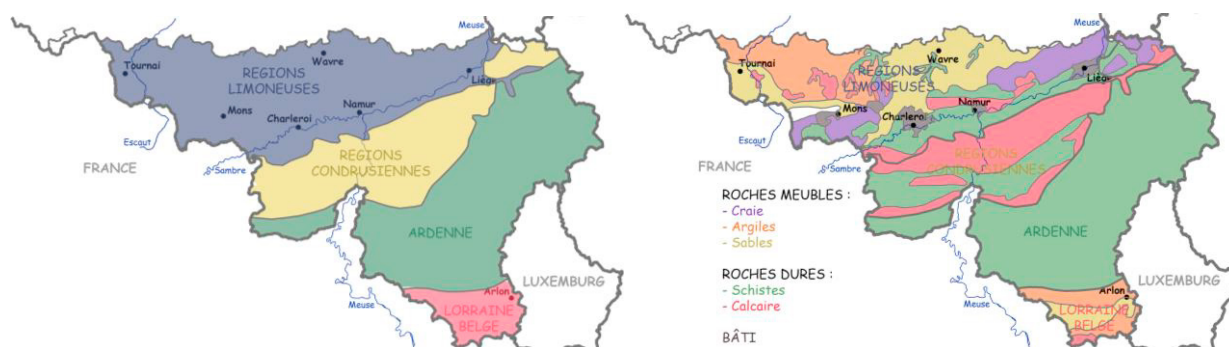 Meuse
Tournai
Wavre
REGIONS
LIMONEUSES
Liège
Mons
Namur
Charleroi
Escaut
FRANCE
Sambre
REGIONS
CONDRUSIENNES
ARDENNE
LUXEMBURG
Meuse
Arlon
LORRAINE
BELGE
Meuse
Tournai
Wavre
REGIONS
LIMONEUSES
Liège
Mons
Namur
Charleroi
Escaut
FRANCE
Sambre
REGIONS
CONDRUSIENNES
ROCHES MEUBLES :
- Craie
- Argiles
- Sables
ARDENNE
ROCHES DURES :
- Schistes
- Calcaire
LUXEMBURG
Meuse
Arlon
LORRAINE
BELGE
BÂTI